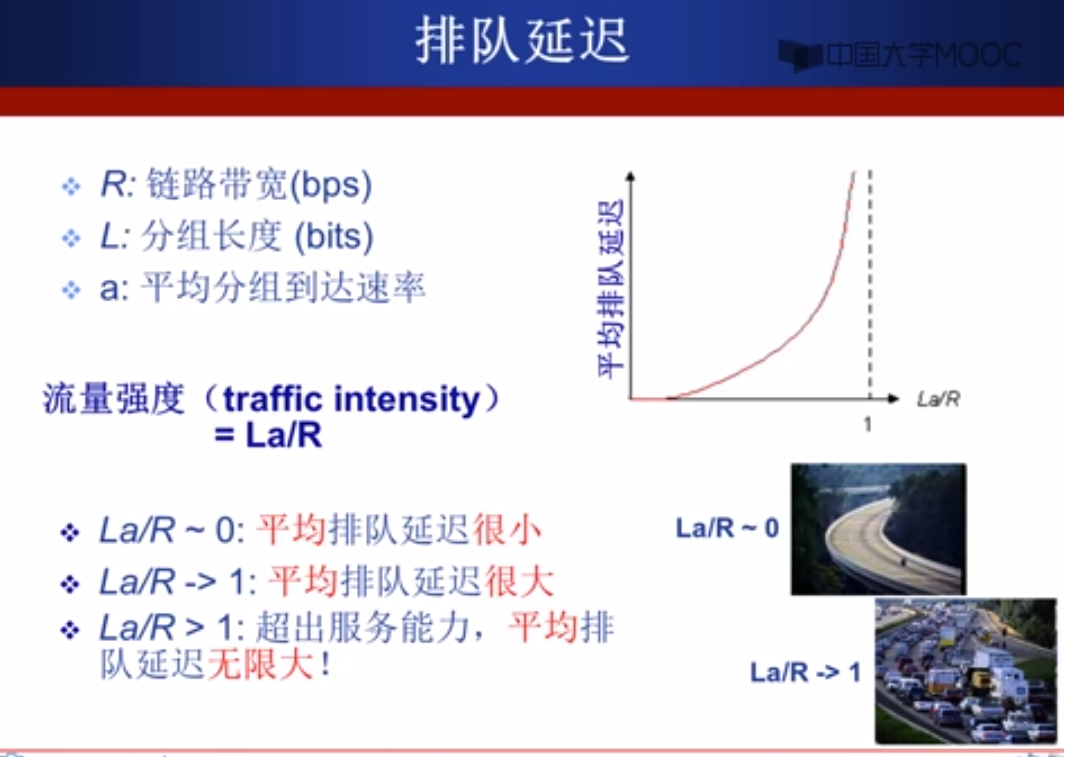 排队延迟
中国大学MOOC
R: 链路带宽(bps)
L: 分组长度 (bits)
a: 平均分组到达速率
流量强度（traffic intensity）
= La/R
平均排队延迟
La/R
1
La/R ~ 0: 平均排队延迟很小
La/R -> 1: 平均排队延迟很大
La/R > 1: 超出服务能力，平均排
队延迟无限大！
La/R ~ 0
La/R -> 1